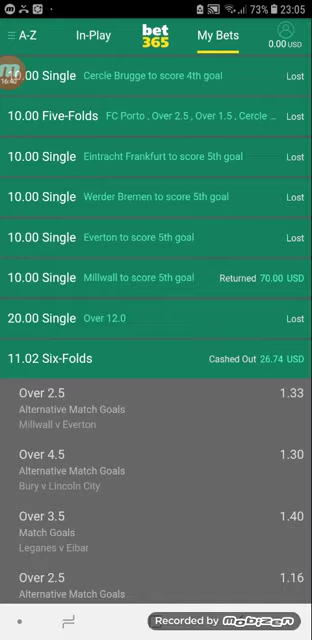 23:05
73%
A-Z
In-Play
bet
365
My Bets
0.00 USD
16:40
10.00 Single Cercle Brugge to score 4th goal Lost
10.00 Five-Folds FC Porto , Over 2.5 , Over 1.5 , Cercle ... Lost
10.00 Single Eintracht Frankfurt to score 5th goal Lost
10.00 Single Werder Bremen to score 5th goal Lost
10.00 Single Everton to score 5th goal Lost
10.00 Single Millwall to score 5th goal Returned 70.00 USD
20.00 Single Over 12.0 Lost
11.02 Six-Folds Cashed Out 26.74 USD
Over 2.5 1.33
Alternative Match Goals
Millwall v Everton
Over 4.5 1.30
Alternative Match Goals
Bury v Lincoln City
Over 3.5 1.40
Match Goals
Leganes v Eibar
Over 2.5 1.16
Alternative Match Goals
Recorded by mobizen